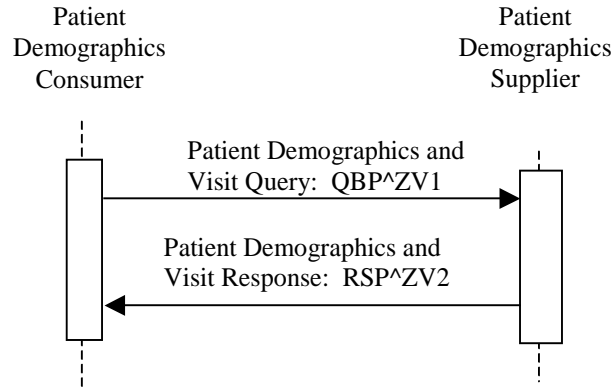 Patient
Demographics
Consumer
Patient
Demographics
Supplier
Patient Demographics and
Visit Query:  QBP^ZV1
Patient Demographics and
Visit Response:  RSP^ZV2